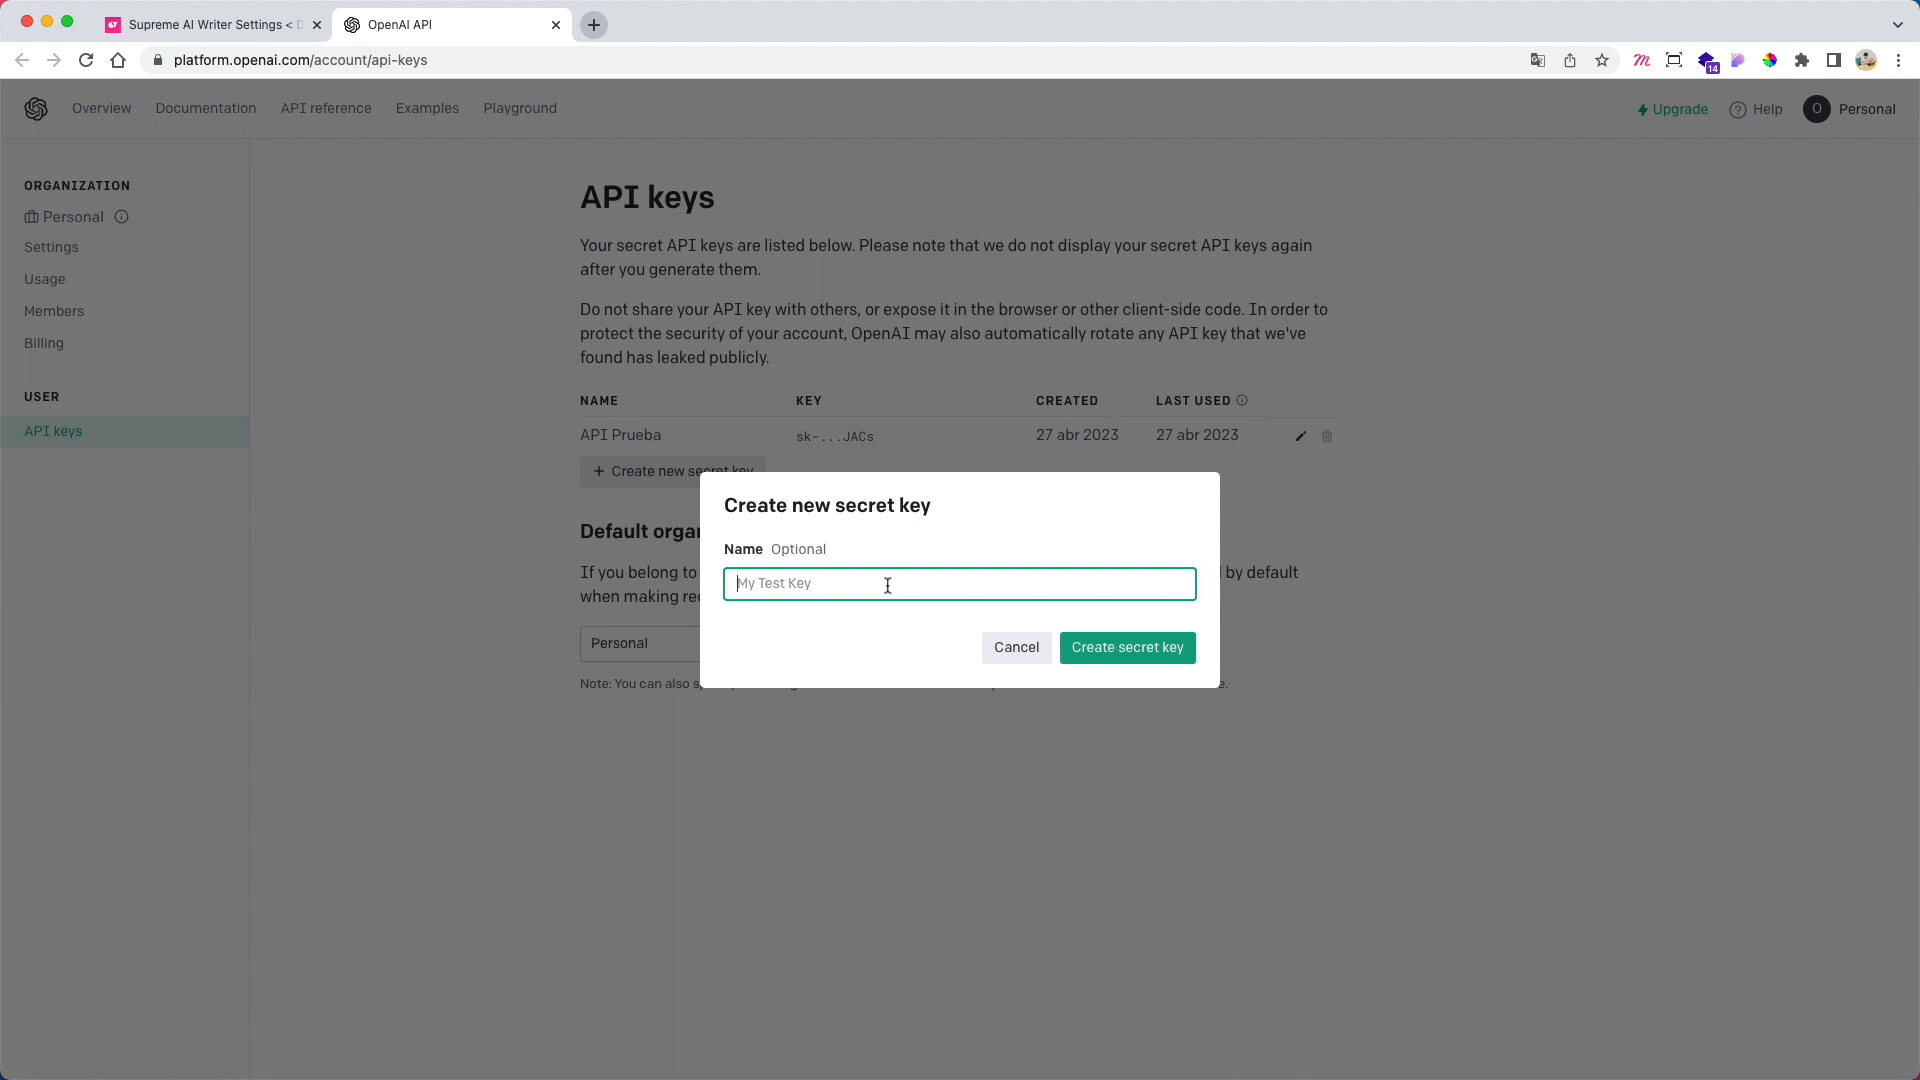 Supreme AI Writer Settings < D
OpenAI API
platform.openai.com/account/api-keys
14
Overview
Documentation
API reference
Examples
Playground
Upgrade
Help
O
Personal
ORGANIZATION
Personal
Settings
Usage
Members
Billing
USER
API keys
API keys
Your secret API keys are listed below. Please note that we do not display your secret API keys again
after you generate them.
Do not share your API key with others, or expose it in the browser or other client-side code. In order to
protect the security of your account, OpenAI may also automatically rotate any API key that we've
found has leaked publicly.
NAME KEY CREATED LAST USED
API Prueba sk-...JACs 27 abr 2023 27 abr 2023
+ Create new secret key
Default organ
If you belong to by default
when making re
Personal
Note: You can also s e.
Create new secret key
Name Optional
My Test Key
Cancel
Create secret key